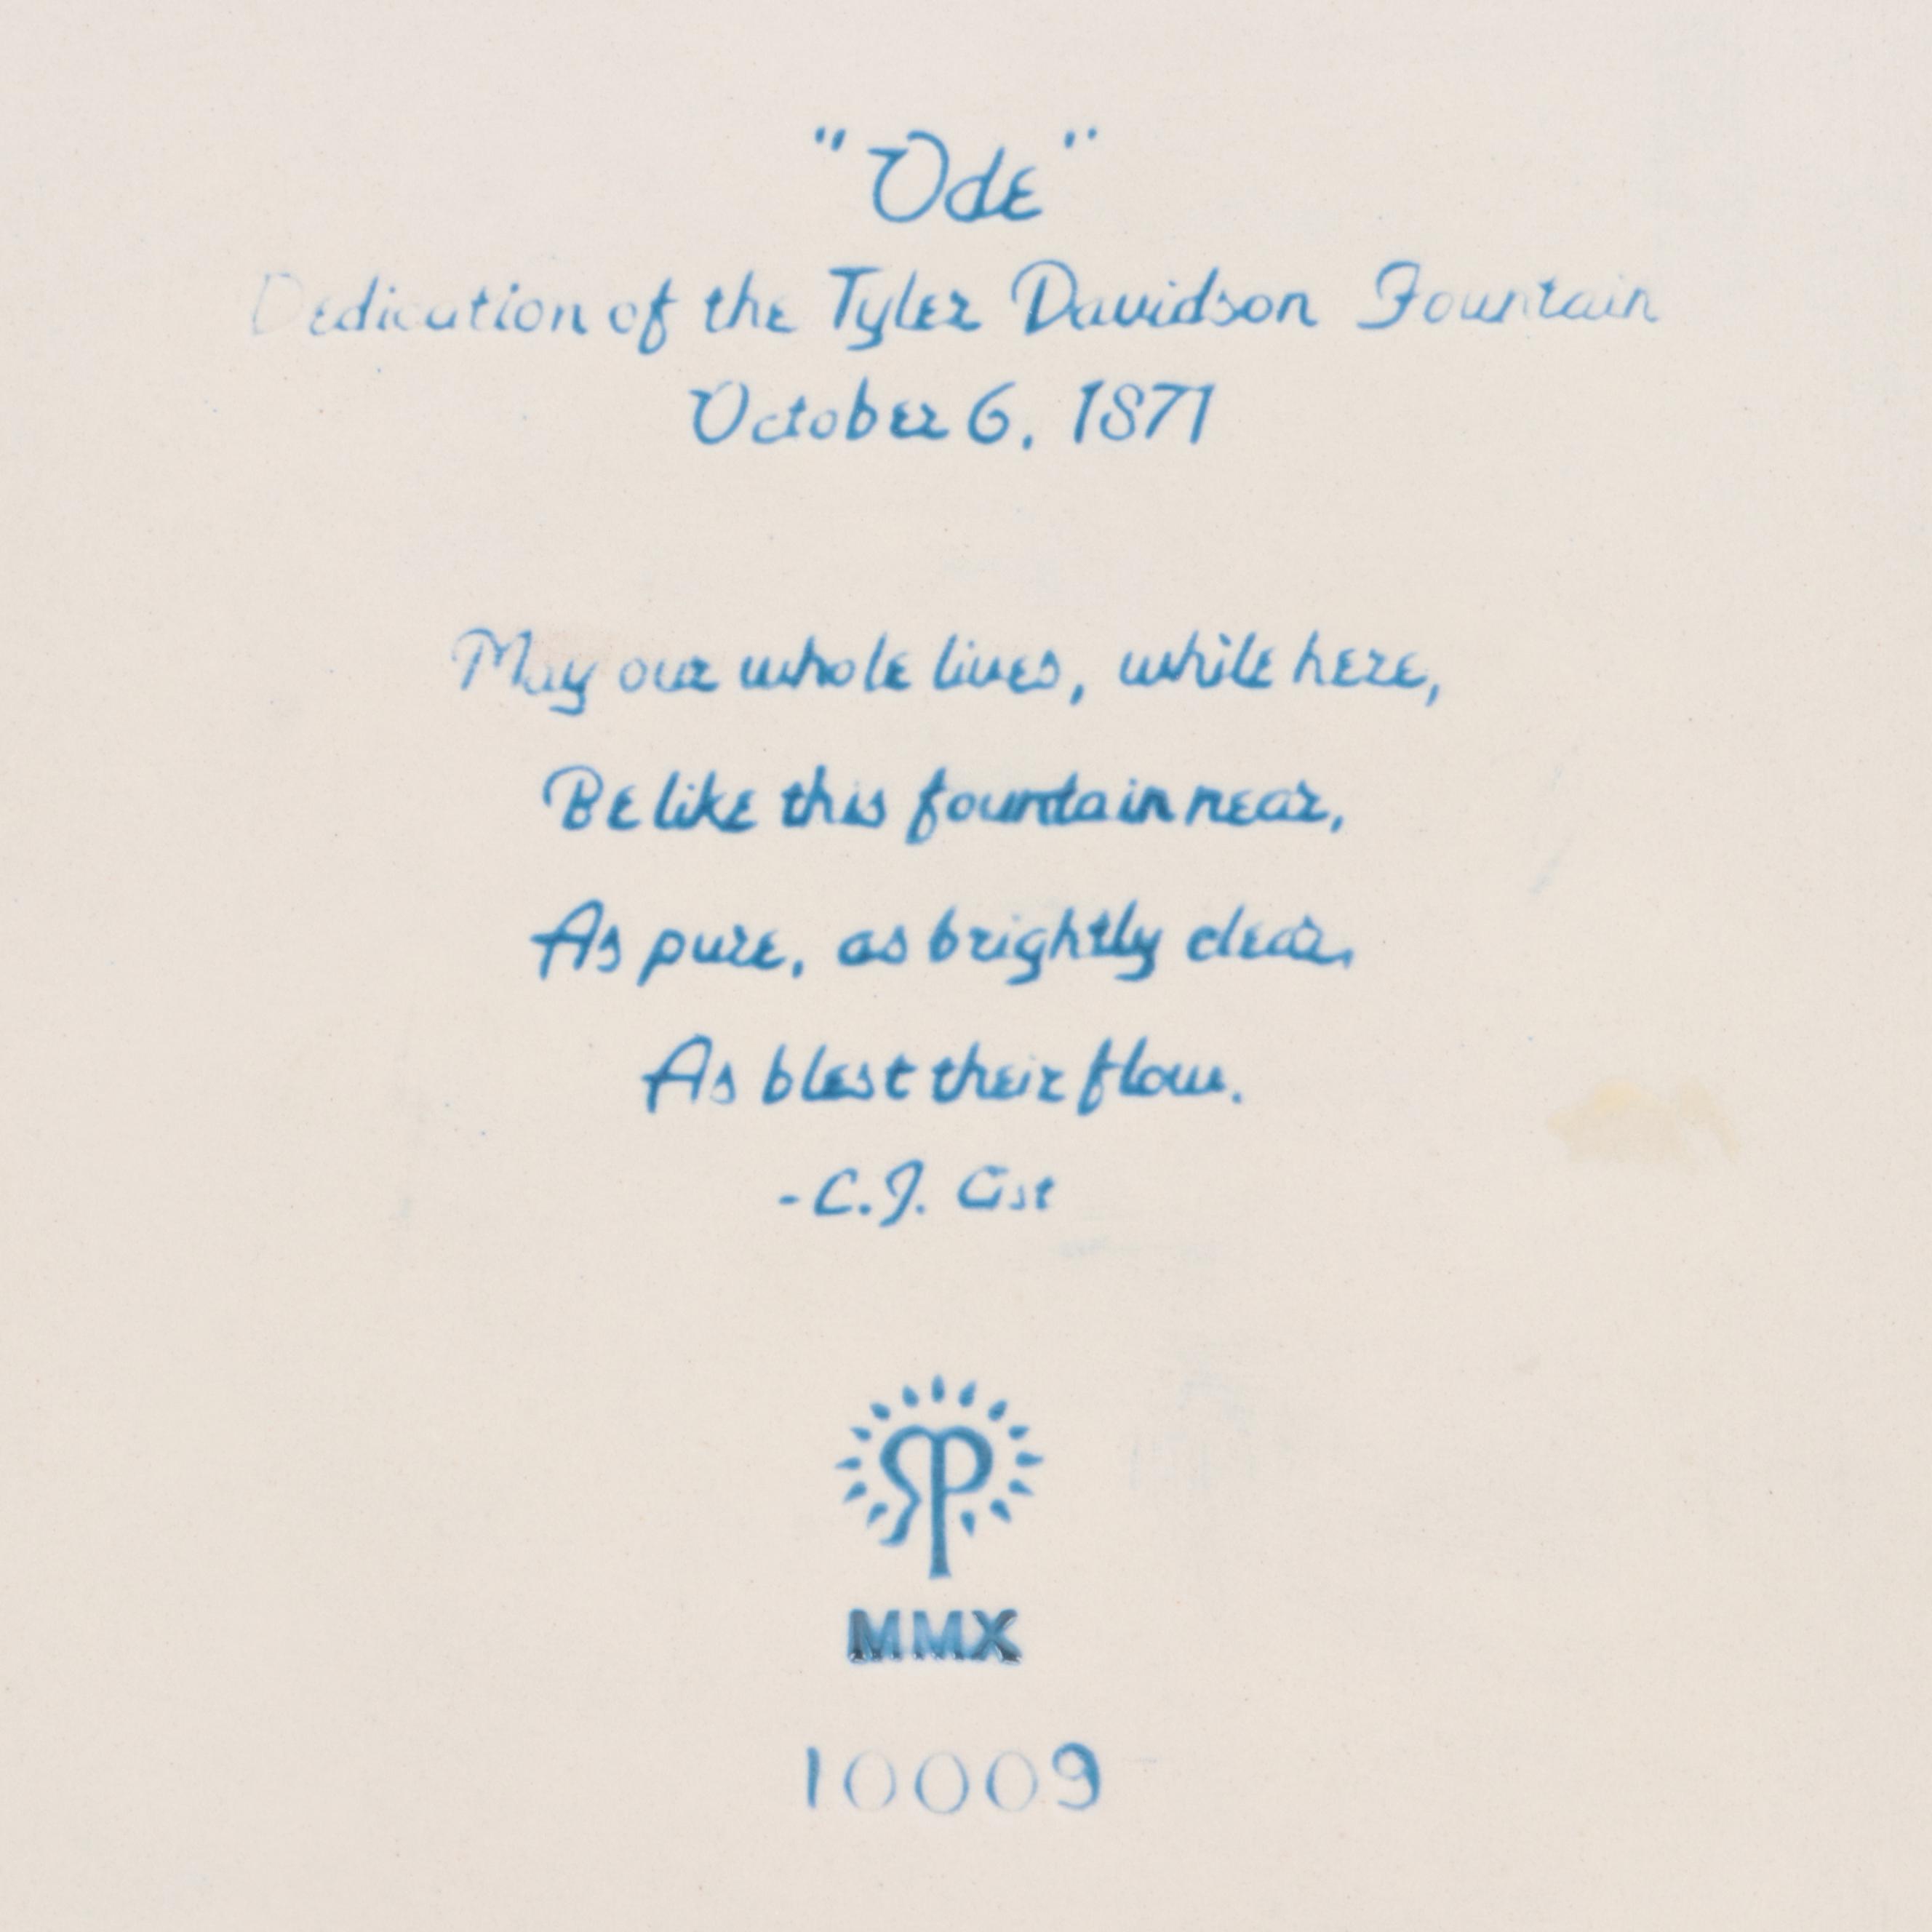 "Ode"
Dedication of the Tyler Davidson Fountain
October 6, 1871
May our whole lives, while here,
Be like this fountain near,
As pure, as brightly clear,
As blest their flow.
-C.J. Cist
RP
MMX
10009